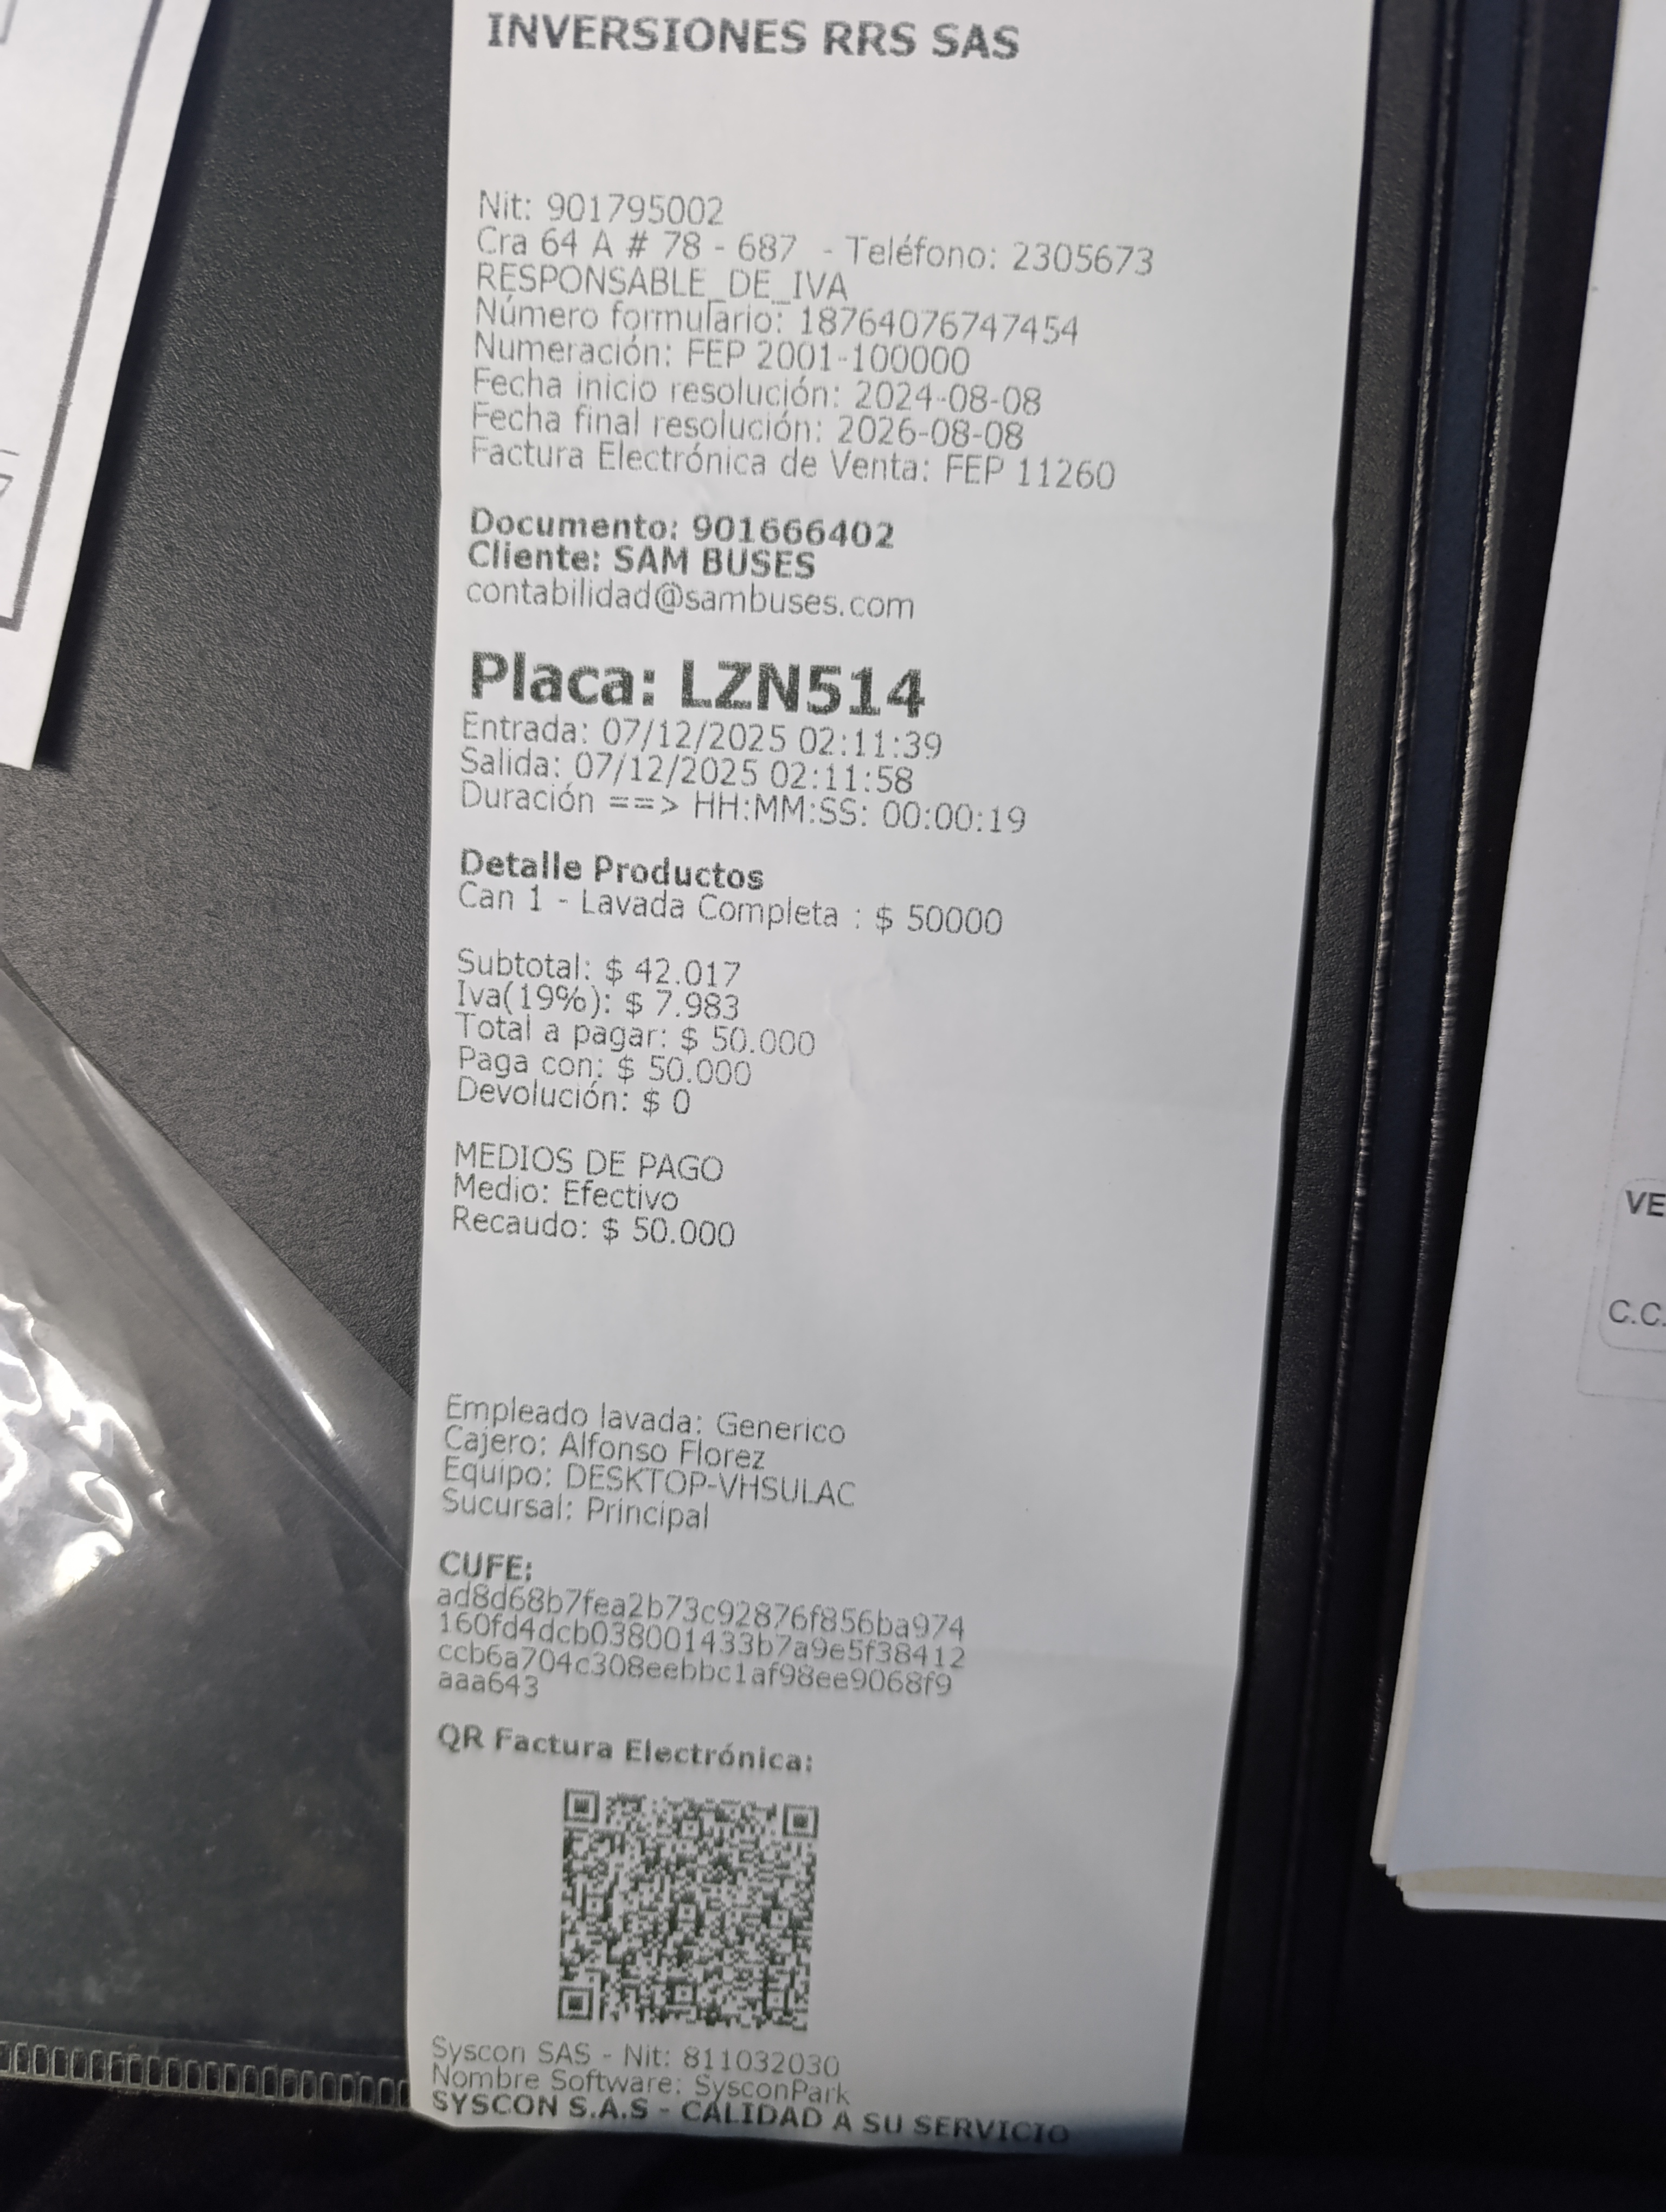 INVERSIONES RRS SAS
Nit: 901795002
Cra 64 A # 78 - 687 - Teléfono: 2305673
RESPONSABLE_DE_IVA
Número formulario: 18764076747454
Numeración: FEP 2001-100000
Fecha inicio resolución: 2024-08-08
Fecha final resolución: 2026-08-08
Factura Electrónica de Venta: FEP 11260
Documento: 901666402
Cliente: SAM BUSES
contabilidad@sambuses.com
Placa: LZN514
Entrada: 07/12/2025 02:11:39
Salida: 07/12/2025 02:11:58
Duración ==> HH:MM:SS: 00:00:19
Detalle Productos
Can 1 - Lavada Completa : $ 50000
Subtotal: $ 42.017
Iva(19%): $ 7.983
Total a pagar: $ 50.000
Paga con: $ 50.000
Devolución: $ 0
MEDIOS DE PAGO
Medio: Efectivo
Recaudo: $ 50.000
Empleado lavada: Generico
Cajero: Alfonso Florez
Equipo: DESKTOP-VHSULAC
Sucursal: Principal
CUFE:
ad8d68b7fea2b73c92876f856ba974
160fd4dcb038001433b7a9e5f38412
ccb6a704c308eebbc1af98ee9068f9
aaa643
QR Factura Electrónica:
Syscon SAS - Nit: 811032030
Nombre Software: SysconPark
SYSCON S.A.S - CALIDAD A SU SERVICIO
VE
C.C.